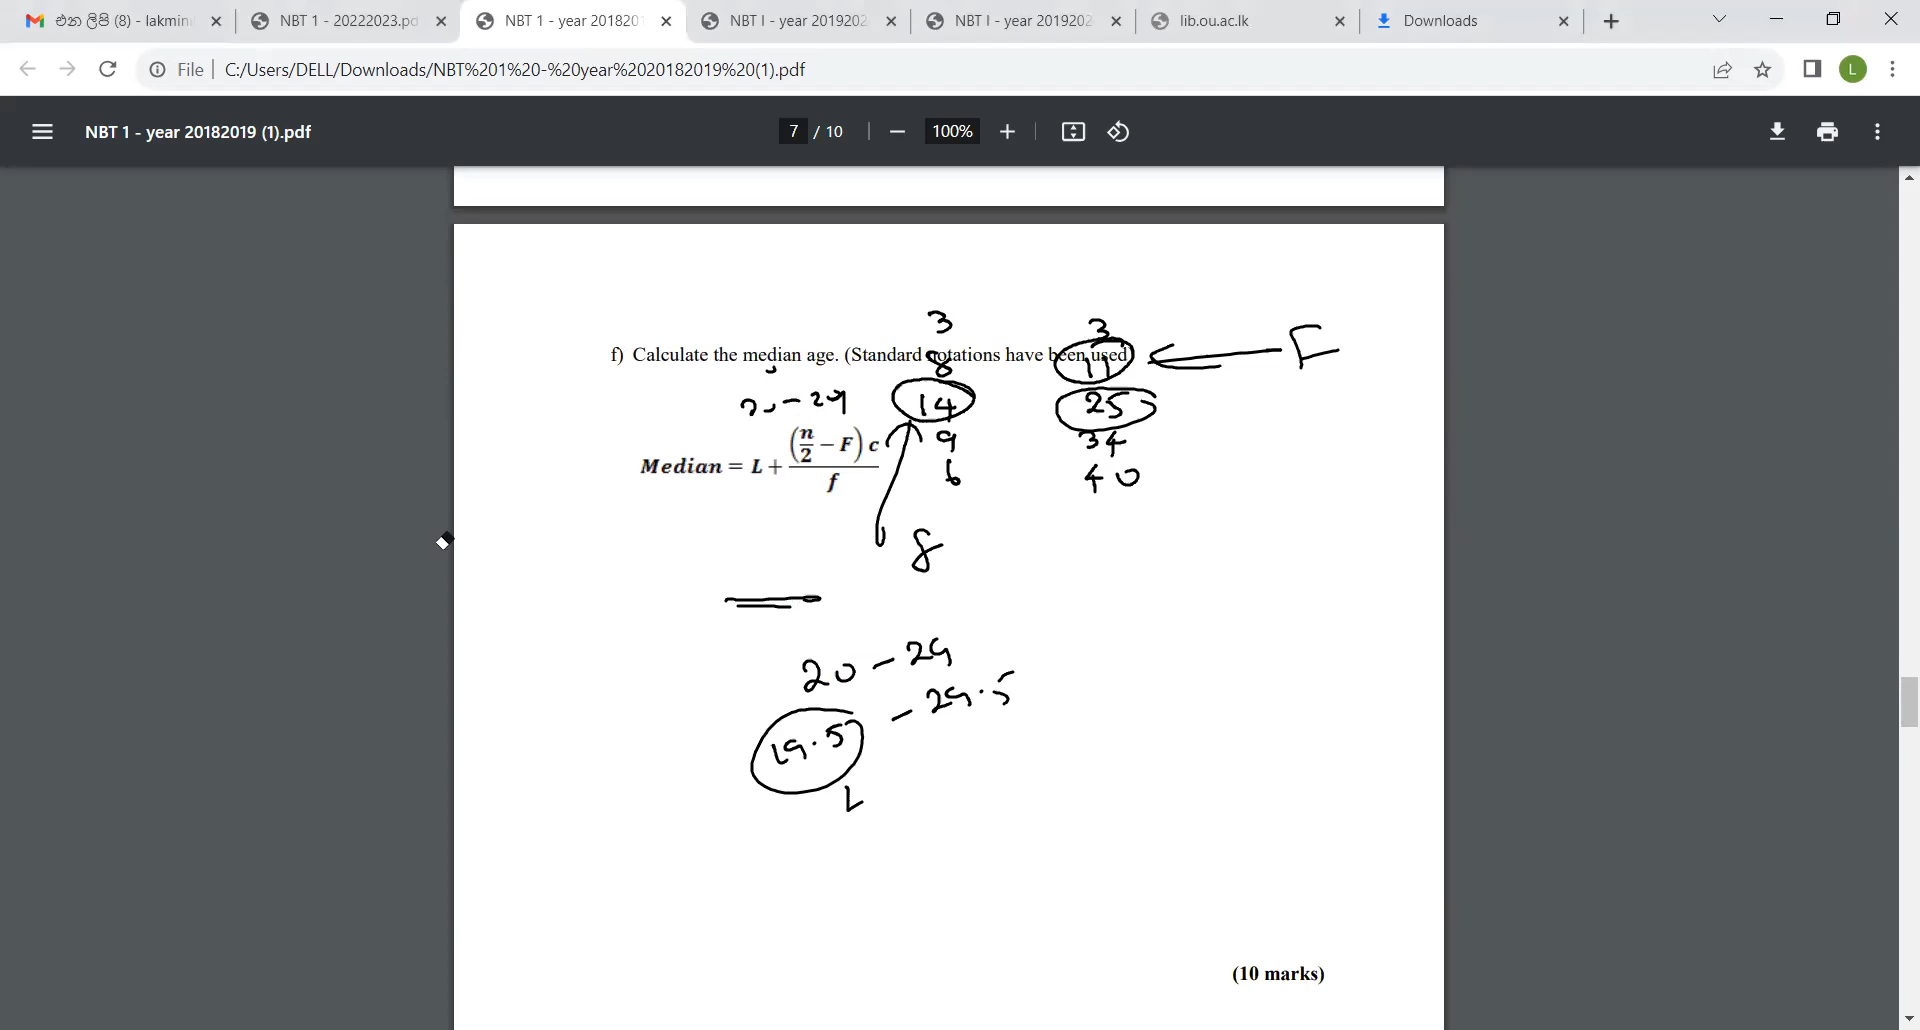 එන ලිපි (8) - lakmin
NBT 1 - 20222023.pd
NBT 1 - year 2018201
NBT I - year 2019202
NBT I - year 2019202
lib.ou.ac.lk
Downloads
File
C:/Users/DELL/Downloads/NBT%201%20-%20year%2020182019%20(1).pdf
L
NBT 1 - year 20182019 (1).pdf
7 / 10
100%
3 3
f) Calculate the median age. (Standard notations have been used)
8 11 F
20 - 29 14 25
9 34
Median = L + ((n/2 - F) c)/f
6 40
f
20 - 29
19.5 - 29.5
L
(10 marks)